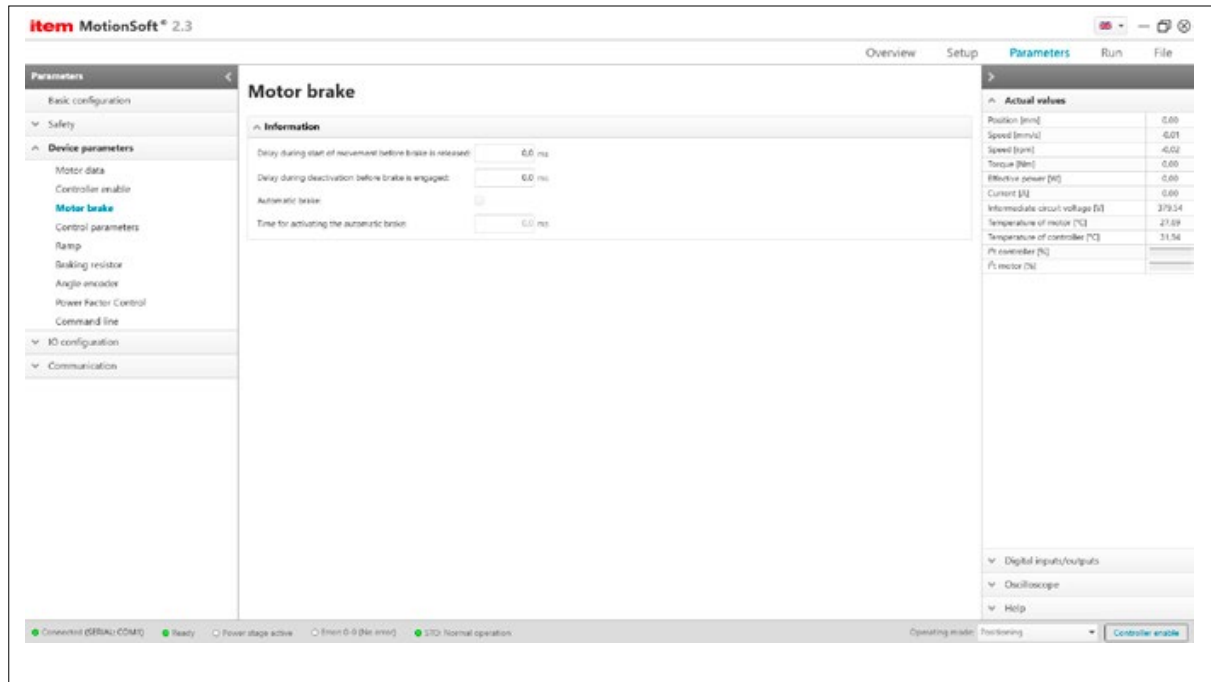 item MotionSoft® 2.3
Overview Setup Parameters Run File
Parameters
Basic configuration
Safety
Device parameters
Motor data
Controller enable
Motor brake
Control parameters
Ramp
Braking resistor
Angle encoder
Power Factor Control
Command line
IO configuration
Communication
Motor brake
Information
Delay during start of movement before brake is released: 0.0 ms
Delay during deactivation before brake is engaged: 0.0 ms
Automatic brake:
Time for activating the automatic brake: 0.0 ms
Actual values
Position [mm] 0,00
Speed [mm/s] -0,01
Speed [rpm] -0,02
Torque [Nm] 0,00
Effective power [W] 0,00
Current [A] 0,00
Intermediate circuit voltage [V] 379,54
Temperature of motor [°C] 27,69
Temperature of controller [°C] 31,56
I²t controller [%]
I²t motor [%]
Digital inputs/outputs
Oscilloscope
Help
Connected (SERIAL: COM1) Ready Power stage active Error: 0-0 (No error) STO: Normal operation Operating mode: Positioning Controller enable